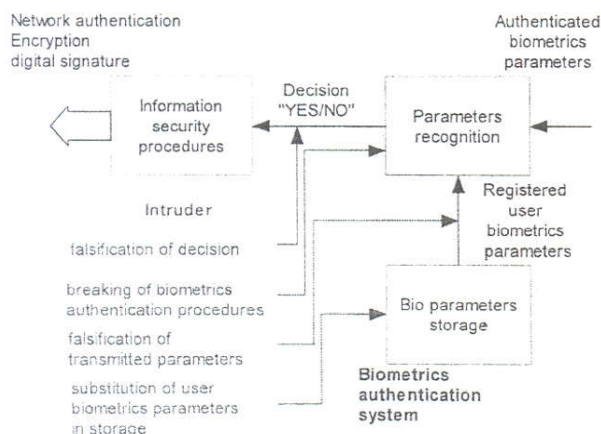 Network authentication
Encryption
digital signature
Authenticated
biometrics
parameters
Decision
"YES/NO"
Information
security
procedures
Parameters
recognition
Registered
user
biometrics
parameters
Intruder
falsification of decision
breaking of biometrics
authentication procedures
falsification of
transmitted parameters
substitution of user
biometrics parameters
in storage
Bio parameters
storage
Biometrics
authentication
system